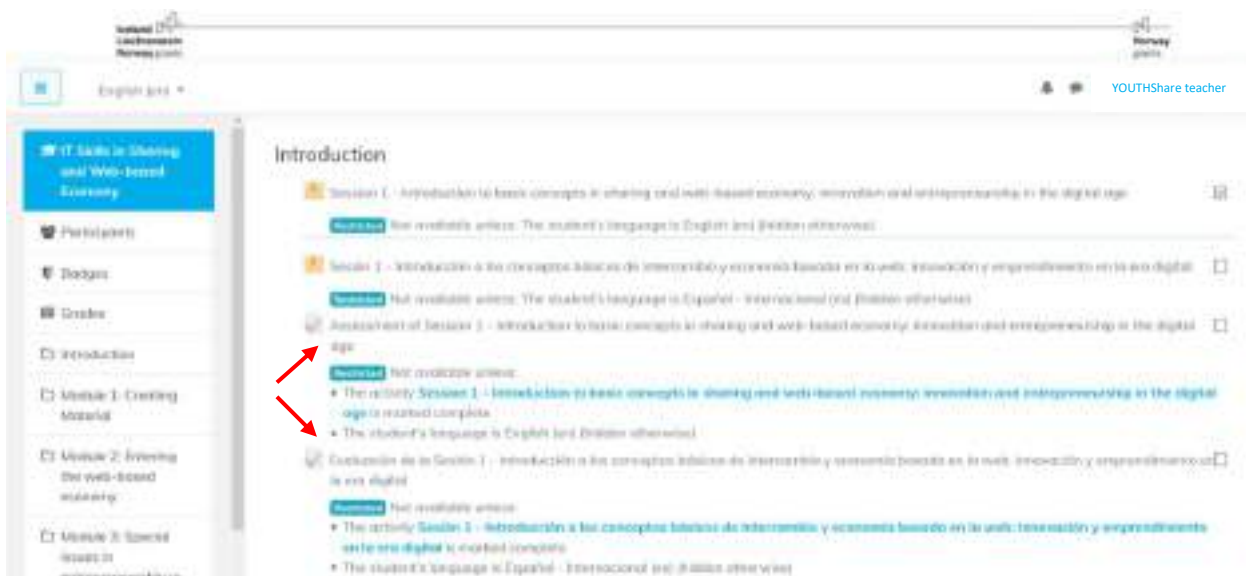 Iceland
Liechtenstein
Norway grants
Norway
grants
English (en)
YOUTHShare teacher
IT Skills in Sharing
and Web-based
Economy
Participants
Badges
Grades
Introduction
Module 1: Creating
Material
Module 2: Entering
the web-based
economy
Module 3: Special
issues in
Introduction
Session 1 - Introduction to basic concepts in sharing and web-based economy: innovation and entrepreneurship in the digital age
Restricted Not available unless: The student's language is English (en) (hidden otherwise)
Sesión 1 - Introducción a los conceptos básicos de intercambio y economía basada en la web: innovación y emprendimiento en la era digital
Restricted Not available unless: The student's language is Español - Internacional (es) (hidden otherwise)
Assessment of Session 1 - Introduction to basic concepts in sharing and web-based economy: innovation and entrepreneurship in the digital
age
Restricted Not available unless:
• The activity Session 1 - Introduction to basic concepts in sharing and web-based economy: innovation and entrepreneurship in the digital
age is marked complete
• The student's language is English (en) (hidden otherwise)
Evaluación de la Sesión 1 - Introducción a los conceptos básicos de intercambio y economía basada en la web: innovación y emprendimiento en
la era digital
Restricted Not available unless:
• The activity Sesión 1 - Introducción a los conceptos básicos de intercambio y economía basada en la web: innovación y emprendimiento
en la era digital is marked complete
• The student's language is Español - Internacional (es) (hidden otherwise)